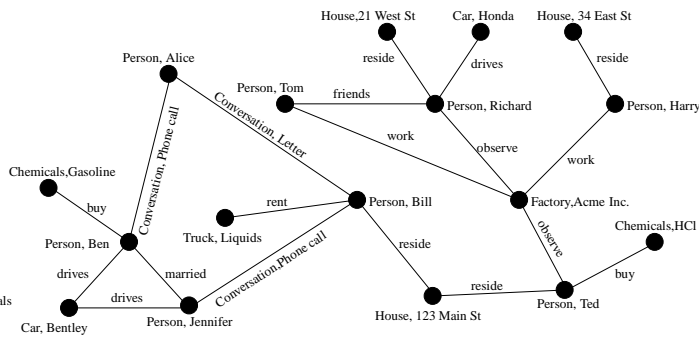 House,21 West St
Car, Honda
House, 34 East St
reside
drives
reside
Person, Alice
Person, Tom
friends
Person, Richard
Person, Harry
Conversation, Phone call
Conversation, Letter
work
observe
work
Chemicals,Gasoline
buy
rent
Person, Bill
Factory,Acme Inc.
Truck, Liquids
Chemicals,HCl
Person, Ben
observe
reside
drives
married
Conversation,Phone call
buy
reside
als
drives
Car, Bentley
Person, Jennifer
House, 123 Main St
Person, Ted